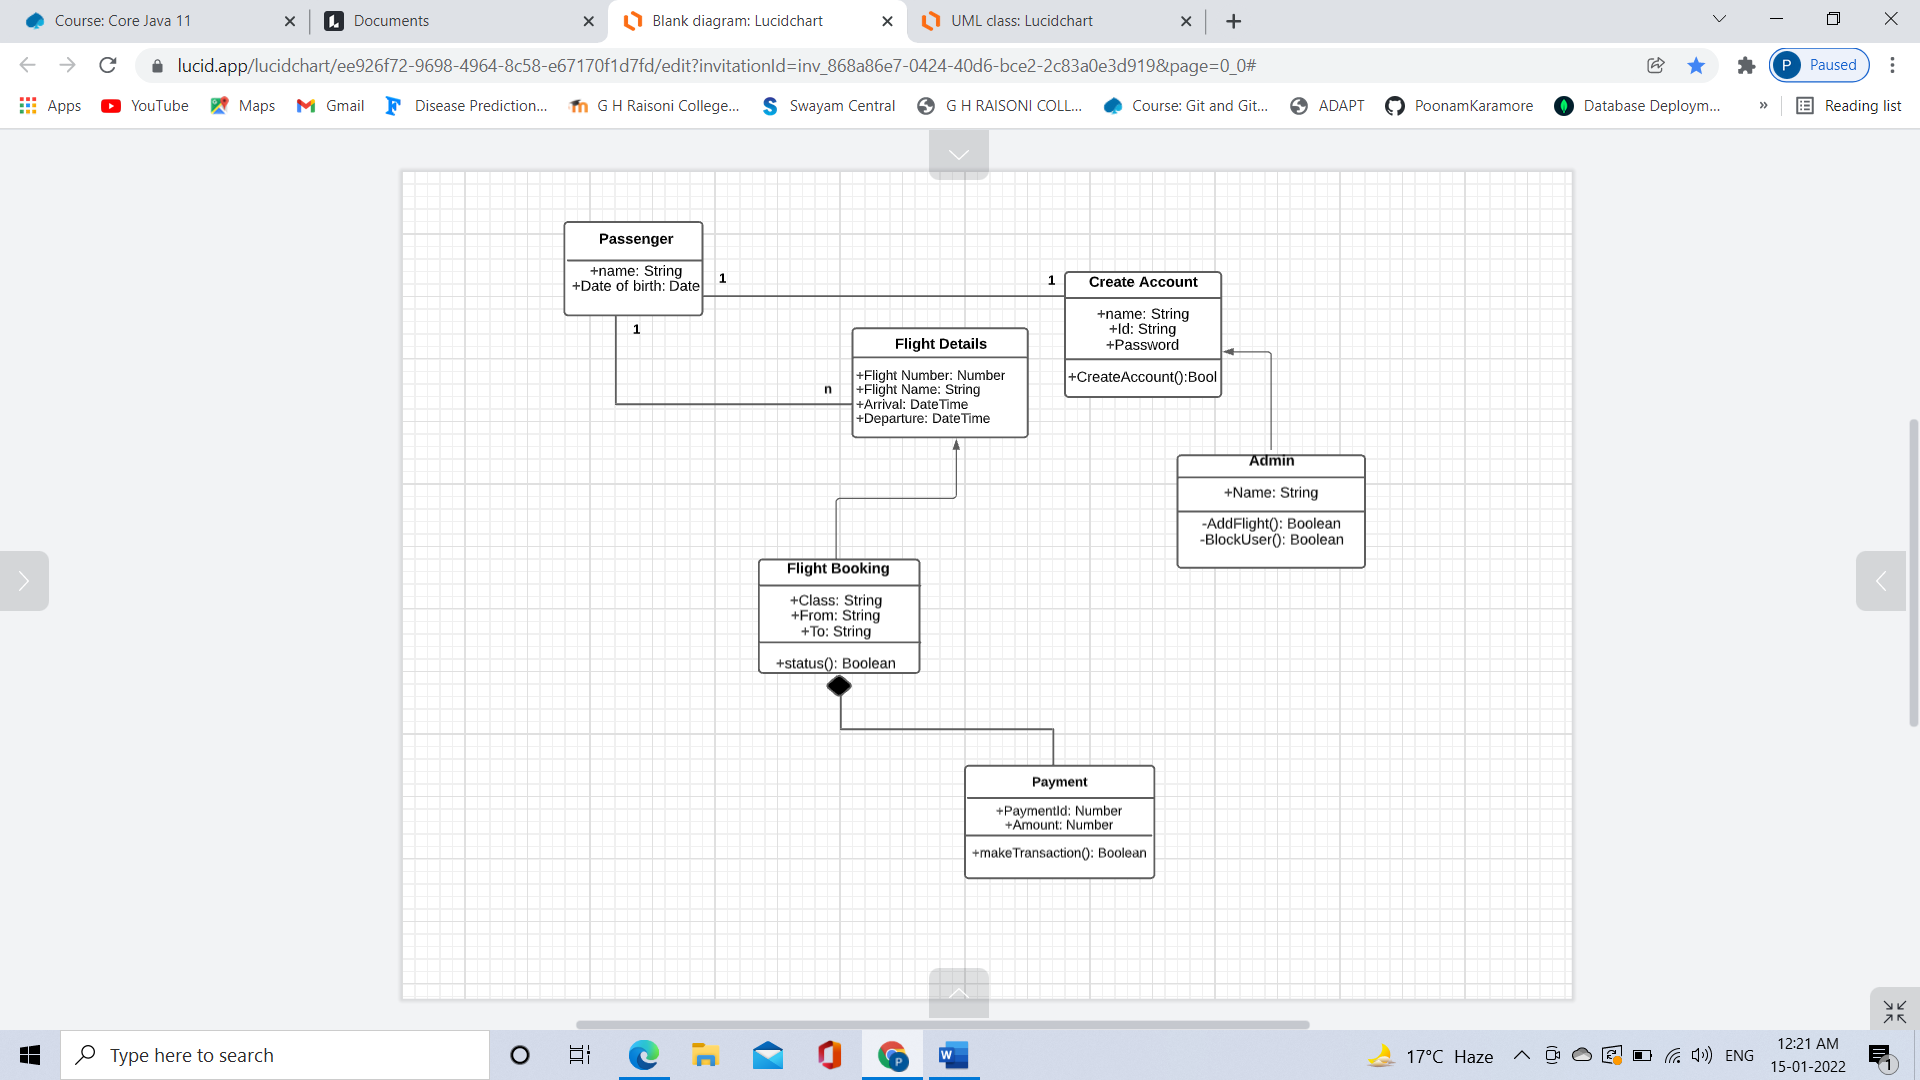 Course: Core Java 11
Documents
Blank diagram: Lucidchart
UML class: Lucidchart
lucid.app/lucidchart/ee926f72-9698-4964-8c58-e67170f1d7fd/edit?invitationId=inv_868a86e7-0424-40d6-bce2-2c83a0e3d919&page=0_0#
P Paused
Apps
YouTube
Maps
Gmail
Disease Prediction...
G H Raisoni College...
Swayam Central
G H RAISONI COLL...
Course: Git and Git...
ADAPT
PoonamKaramore
Database Deploym...
»
Reading list
Passenger
+name: String
+Date of birth: Date
1
1
1
n
Create Account
+name: String
+Id: String
+Password
+CreateAccount():Bool
Flight Details
+Flight Number: Number
+Flight Name: String
+Arrival: DateTime
+Departure: DateTime
Admin
+Name: String
-AddFlight(): Boolean
-BlockUser(): Boolean
Flight Booking
+Class: String
+From: String
+To: String
+status(): Boolean
Payment
+PaymentId: Number
+Amount: Number
+makeTransaction(): Boolean
Type here to search
17°C Haze
ENG
12:21 AM
15-01-2022
1